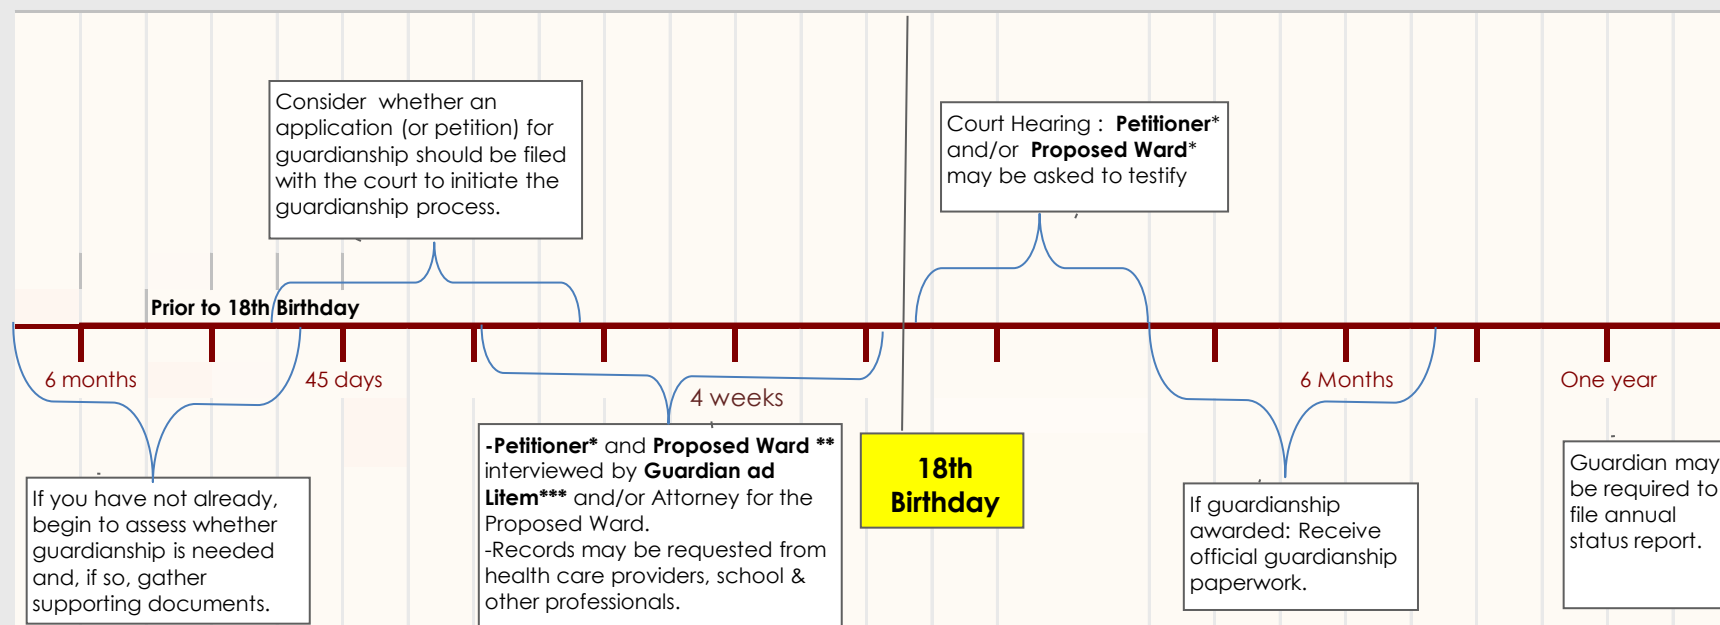 Consider whether an
application (or petition) for
guardianship should be filed
with the court to initiate the
guardianship process.
Court Hearing : Petitioner*
and/or Proposed Ward*
may be asked to testify
Prior to 18th Birthday
6 months
45 days
4 weeks
6 Months
One year
If you have not already,
begin to assess whether
guardianship is needed
and, if so, gather
supporting documents.
-Petitioner* and Proposed Ward **
interviewed by Guardian ad
Litem*** and/or Attorney for the
Proposed Ward.
-Records may be requested from
health care providers, school &
other professionals.
18th
Birthday
If guardianship
awarded: Receive
official guardianship
paperwork.
Guardian may
be required to
file annual
status report.